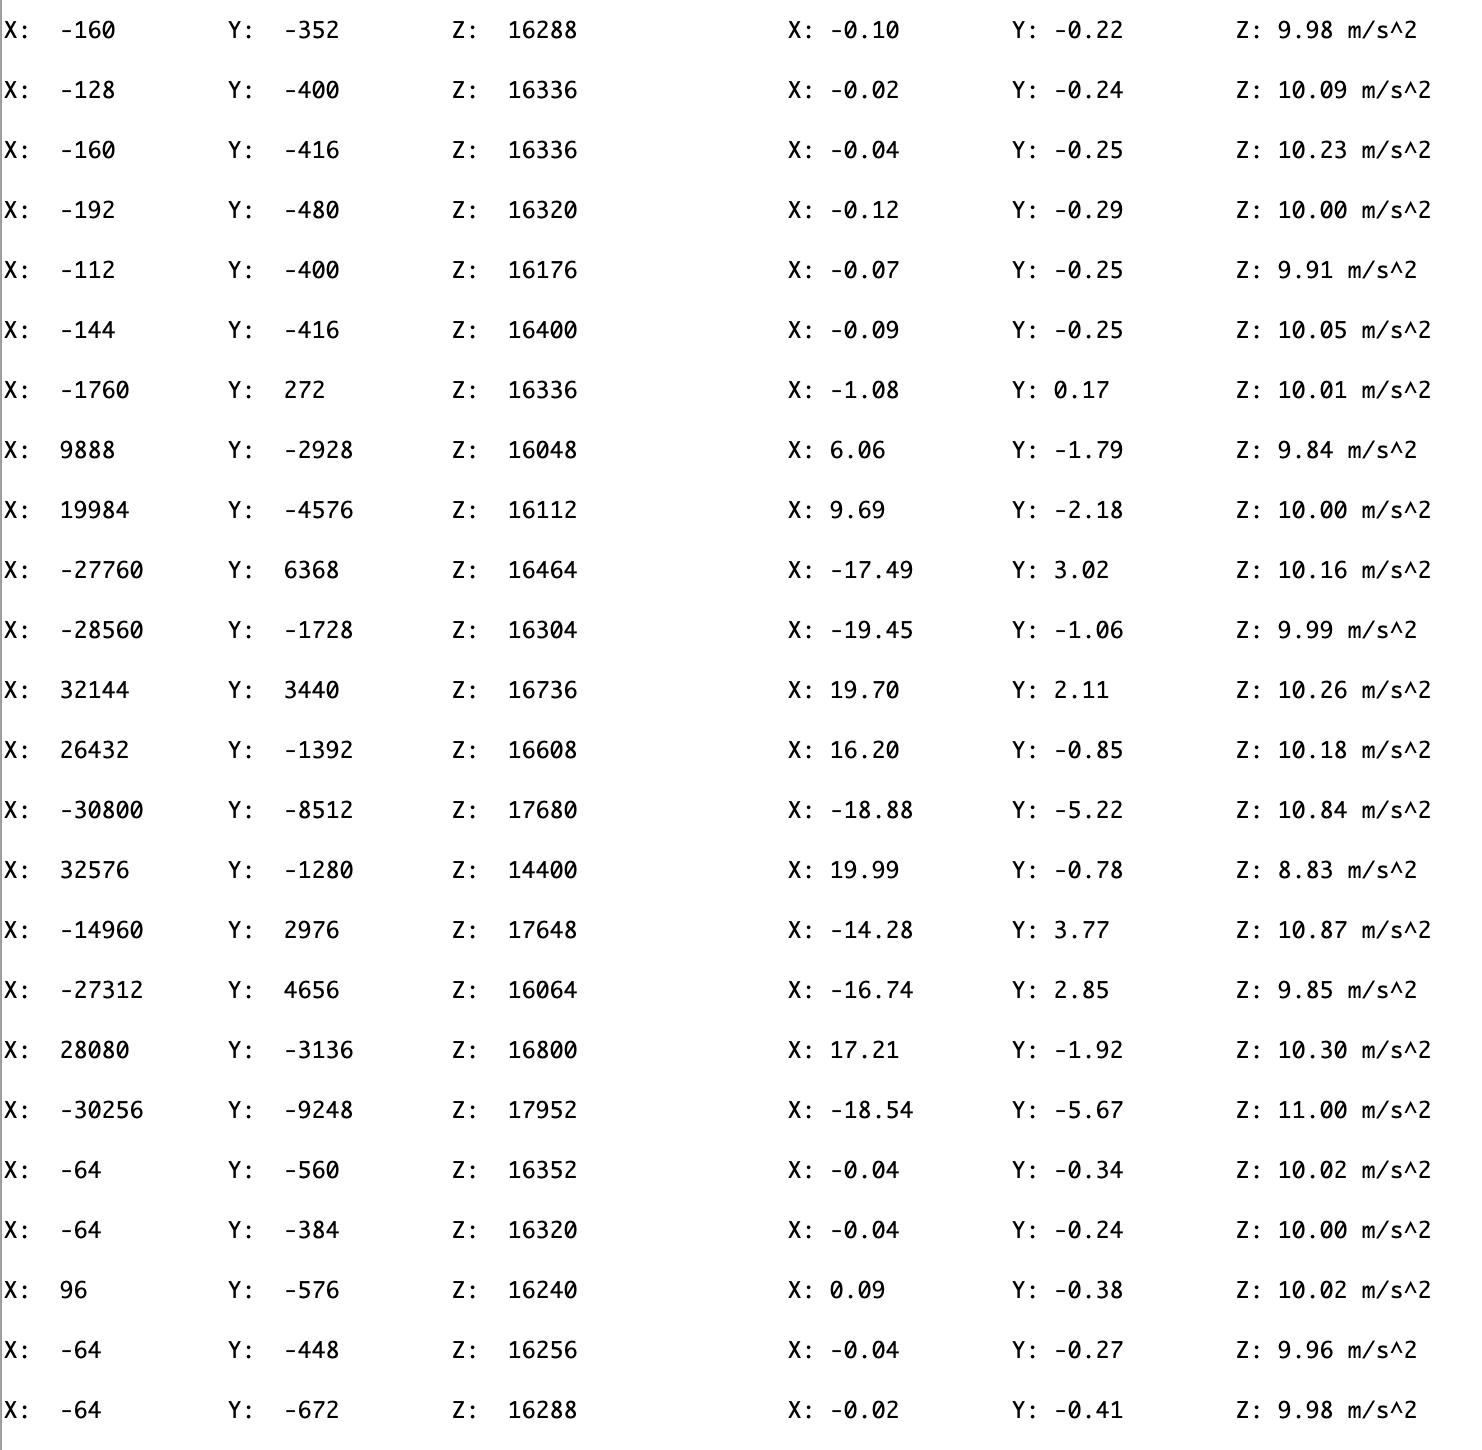 X:  -160        Y:  -352        Z:  16288               X: -0.10        Y: -0.22        Z: 9.98 m/s^2
X:  -128        Y:  -400        Z:  16336               X: -0.02        Y: -0.24        Z: 10.09 m/s^2
X:  -160        Y:  -416        Z:  16336               X: -0.04        Y: -0.25        Z: 10.23 m/s^2
X:  -192        Y:  -480        Z:  16320               X: -0.12        Y: -0.29        Z: 10.00 m/s^2
X:  -112        Y:  -400        Z:  16176               X: -0.07        Y: -0.25        Z: 9.91 m/s^2
X:  -144        Y:  -416        Z:  16400               X: -0.09        Y: -0.25        Z: 10.05 m/s^2
X:  -1760       Y:  272         Z:  16336               X: -1.08        Y: 0.17         Z: 10.01 m/s^2
X:  9888        Y:  -2928       Z:  16048               X: 6.06         Y: -1.79        Z: 9.84 m/s^2
X:  19984       Y:  -4576       Z:  16112               X: 9.69         Y: -2.18        Z: 10.00 m/s^2
X:  -27760      Y:  6368        Z:  16464               X: -17.49       Y: 3.02         Z: 10.16 m/s^2
X:  -28560      Y:  -1728       Z:  16304               X: -19.45       Y: -1.06        Z: 9.99 m/s^2
X:  32144       Y:  3440        Z:  16736               X: 19.70        Y: 2.11         Z: 10.26 m/s^2
X:  26432       Y:  -1392       Z:  16608               X: 16.20        Y: -0.85        Z: 10.18 m/s^2
X:  -30800      Y:  -8512       Z:  17680               X: -18.88       Y: -5.22        Z: 10.84 m/s^2
X:  32576       Y:  -1280       Z:  14400               X: 19.99        Y: -0.78        Z: 8.83 m/s^2
X:  -14960      Y:  2976        Z:  17648               X: -14.28       Y: 3.77         Z: 10.87 m/s^2
X:  -27312      Y:  4656        Z:  16064               X: -16.74       Y: 2.85         Z: 9.85 m/s^2
X:  28080       Y:  -3136       Z:  16800               X: 17.21        Y: -1.92        Z: 10.30 m/s^2
X:  -30256      Y:  -9248       Z:  17952               X: -18.54       Y: -5.67        Z: 11.00 m/s^2
X:  -64         Y:  -560        Z:  16352               X: -0.04        Y: -0.34        Z: 10.02 m/s^2
X:  -64         Y:  -384        Z:  16320               X: -0.04        Y: -0.24        Z: 10.00 m/s^2
X:  96          Y:  -576        Z:  16240               X: 0.09         Y: -0.38        Z: 10.02 m/s^2
X:  -64         Y:  -448        Z:  16256               X: -0.04        Y: -0.27        Z: 9.96 m/s^2
X:  -64         Y:  -672        Z:  16288               X: -0.02        Y: -0.41        Z: 9.98 m/s^2